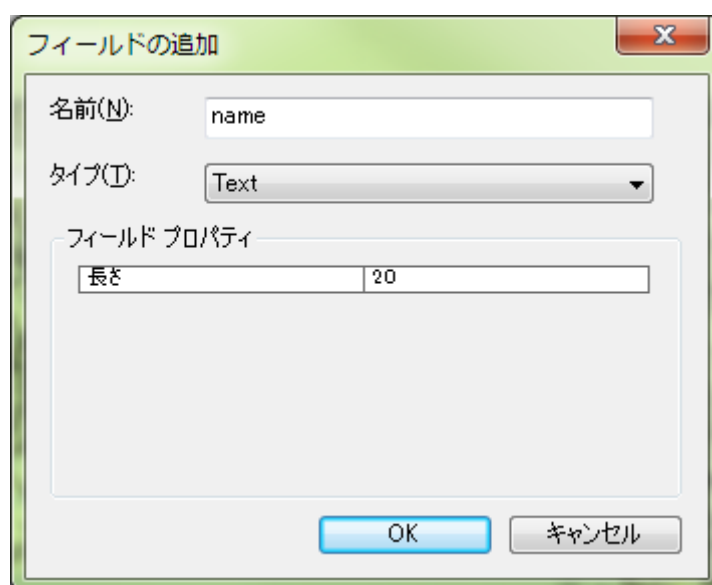 フィールドの追加
名前(N): name
タイプ(T): Text
フィールド プロパティ
長さ 20
OK キャンセル